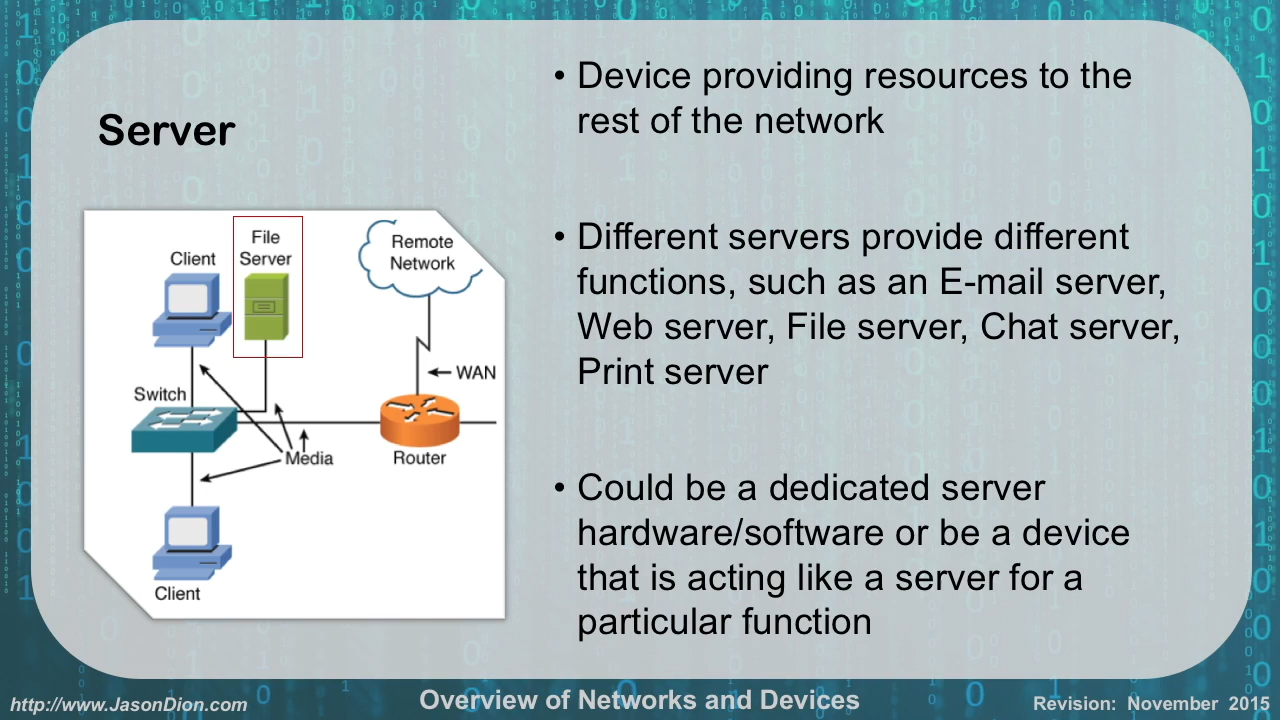 Server
• Device providing resources to the
rest of the network
• Different servers provide different
functions, such as an E-mail server,
Web server, File server, Chat server,
Print server
• Could be a dedicated server
hardware/software or be a device
that is acting like a server for a
particular function
Client
File
Server
Remote
Network
WAN
Switch
Media
Router
Client
http://www.JasonDion.com
Overview of Networks and Devices
Revision: November 2015